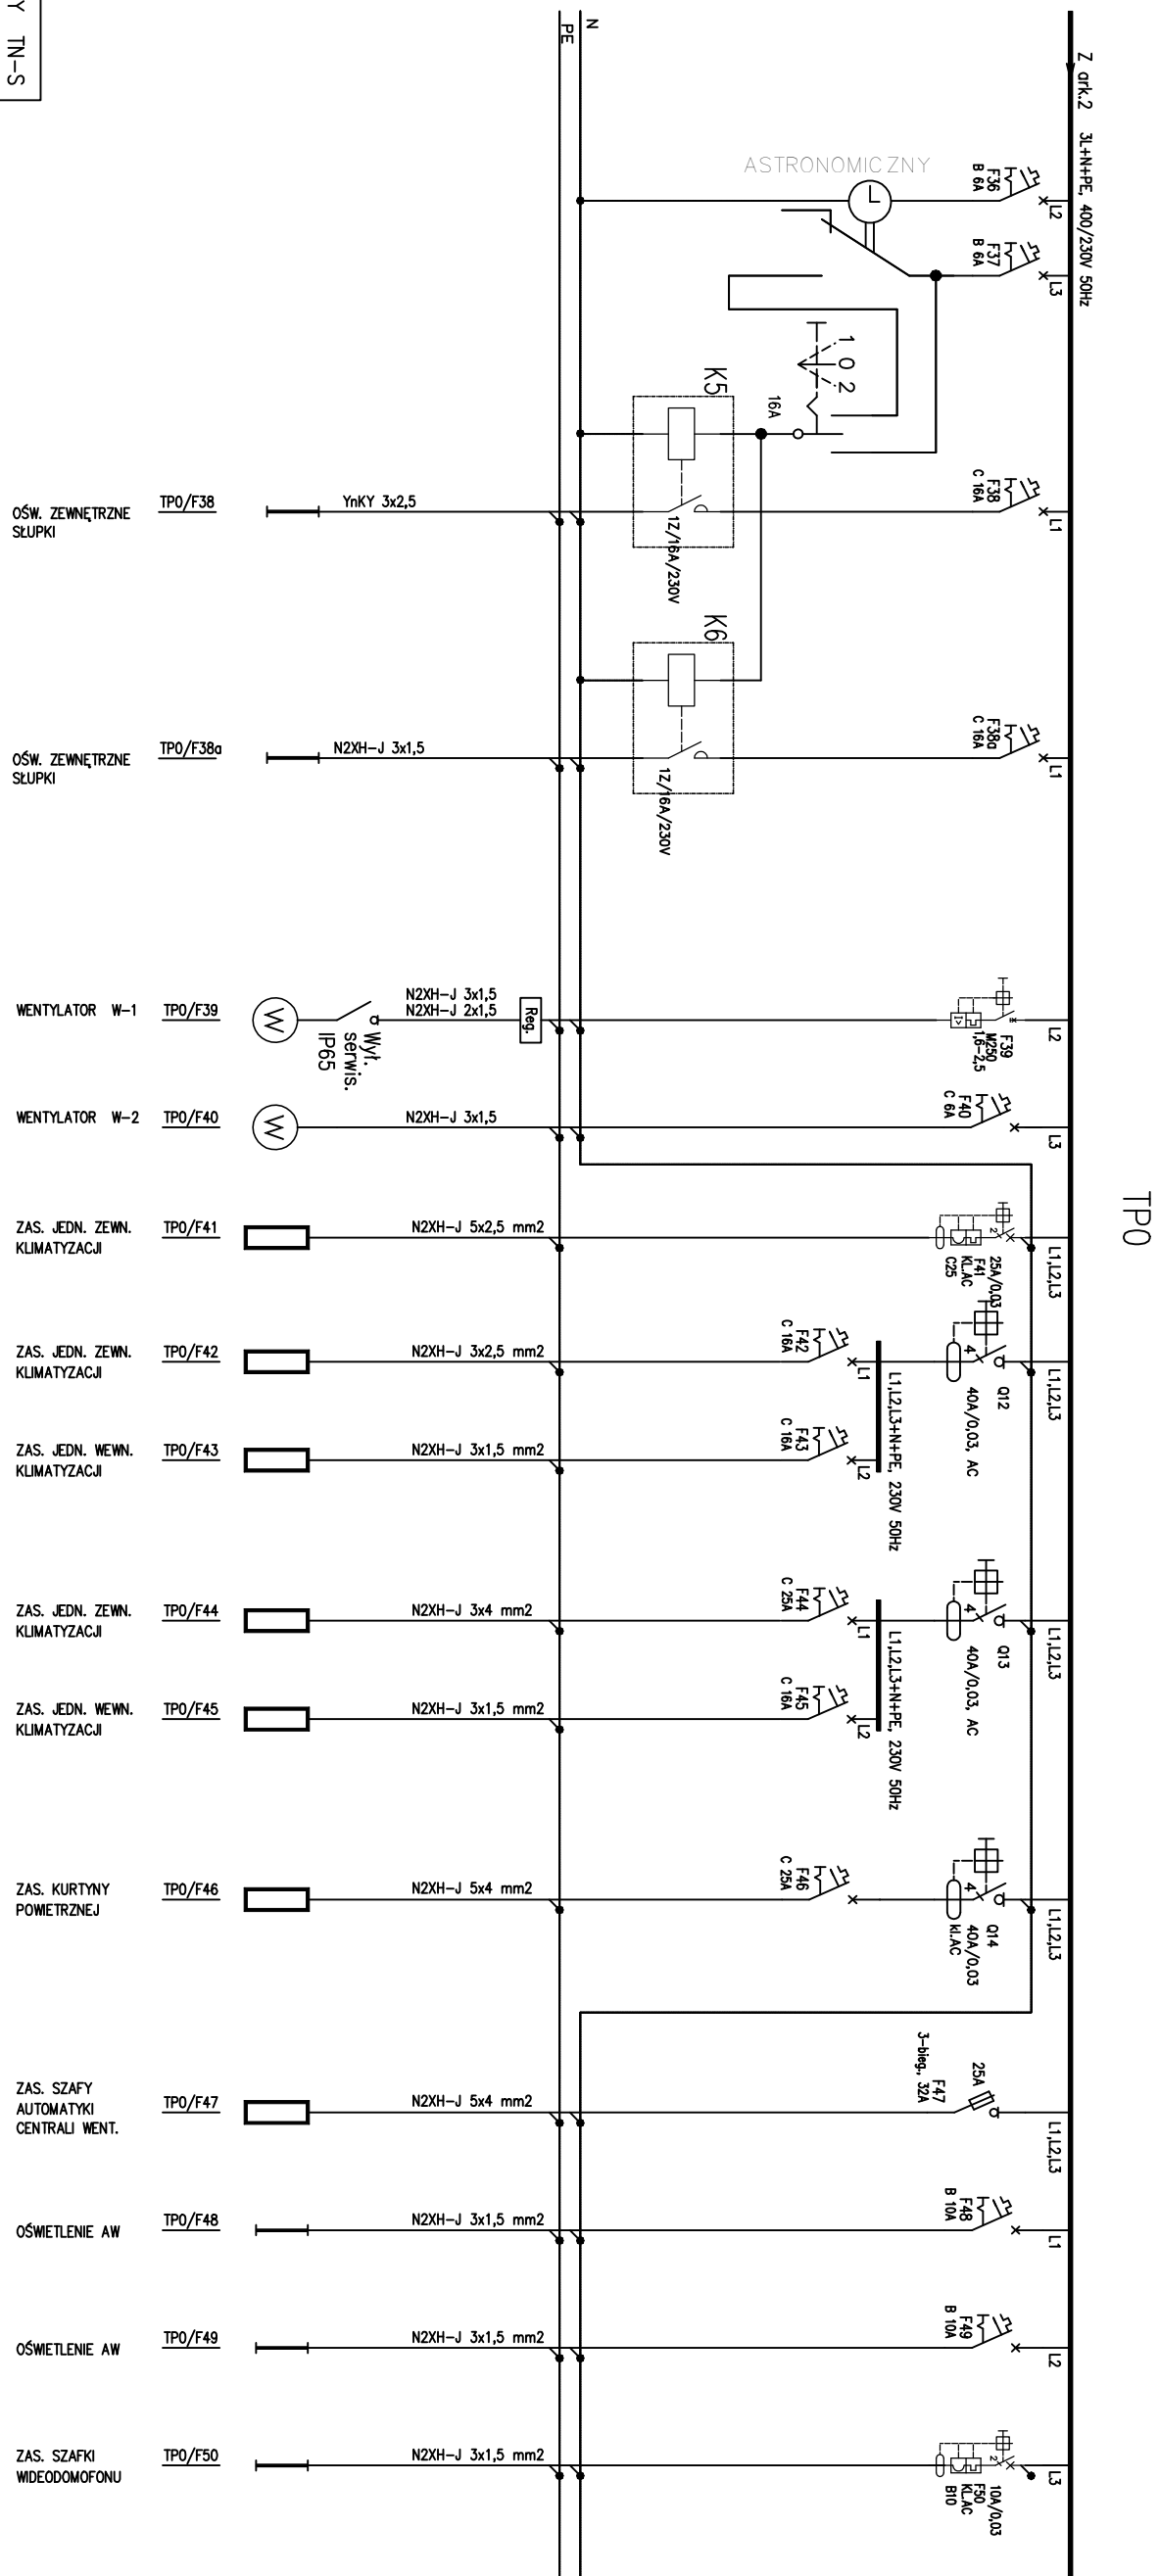 Y TN-S
N
PE
Z ark.2 3L+N+PE, 400/230V 50Hz
TP0
ASTRONOMICZNY
F36
B 6A
L2
F37
B 6A
L3
1 0 2
16A
K5
1Z/16A/230V
F38
C 16A
L1
YnKY 3x2,5
TP0/F38
OŚW. ZEWNĘTRZNE
SŁUPKI
K6
1Z/16A/230V
F38a
C 16A
L1
N2XH-J 3x1,5
TP0/F38a
OŚW. ZEWNĘTRZNE
SŁUPKI
L2
F39
M250
1,6-2,5
I>
Reg.
N2XH-J 3x1,5
N2XH-J 2x1,5
Wył.
serwis.
IP65
W
TP0/F39
WENTYLATOR W-1
L3
F40
C 6A
N2XH-J 3x1,5
W
TP0/F40
WENTYLATOR W-2
L1,L2,L3
2
25A/0,03
F41
KL.AC
C25
N2XH-J 5x2,5 mm2
TP0/F41
ZAS. JEDN. ZEWN.
KLIMATYZACJI
L1,L2,L3
Q12
4
40A/0,03, AC
L1,L2,L3+N+PE, 230V 50Hz
L1
F42
C 16A
N2XH-J 3x2,5 mm2
TP0/F42
ZAS. JEDN. ZEWN.
KLIMATYZACJI
L2
F43
C 16A
N2XH-J 3x1,5 mm2
TP0/F43
ZAS. JEDN. WEWN.
KLIMATYZACJI
L1,L2,L3
Q13
4
40A/0,03, AC
L1,L2,L3+N+PE, 230V 50Hz
L1
F44
C 25A
N2XH-J 3x4 mm2
TP0/F44
ZAS. JEDN. ZEWN.
KLIMATYZACJI
L2
F45
C 16A
N2XH-J 3x1,5 mm2
TP0/F45
ZAS. JEDN. WEWN.
KLIMATYZACJI
L1,L2,L3
Q14
4
40A/0,03
kl.AC
F46
C 25A
N2XH-J 5x4 mm2
TP0/F46
ZAS. KURTYNY
POWIETRZNEJ
L1,L2,L3
25A
F47
3-bieg., 32A
N2XH-J 5x4 mm2
TP0/F47
ZAS. SZAFY
AUTOMATYKI
CENTRALI WENT.
L1
F48
B 10A
N2XH-J 3x1,5 mm2
TP0/F48
OŚWIETLENIE AW
L2
F49
B 10A
N2XH-J 3x1,5 mm2
TP0/F49
OŚWIETLENIE AW
L3
2
10A/0,03
F50
KL.AC
B10
N2XH-J 3x1,5 mm2
TP0/F50
ZAS. SZAFKI
WIDEODOMOFONU